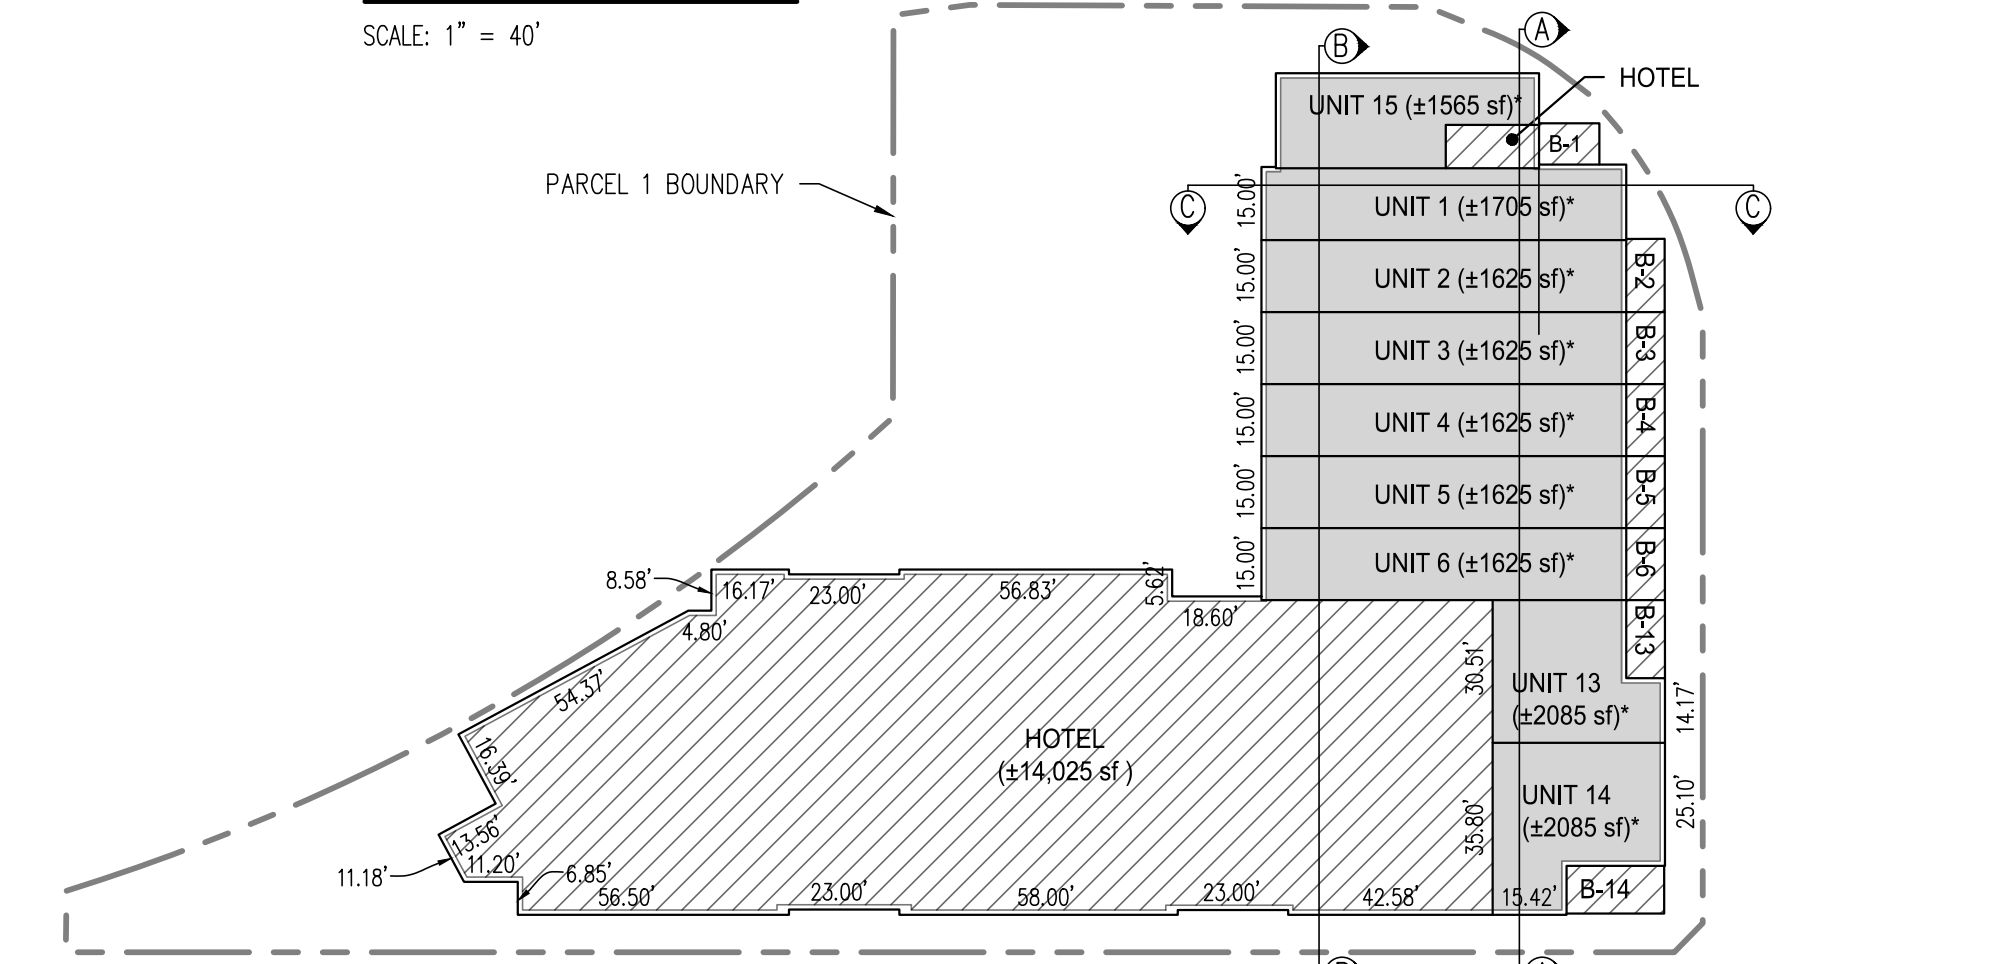 SCALE: 1" = 40'
B
A
HOTEL
UNIT 15 (±1565 sf)*
B-1
PARCEL 1 BOUNDARY
C
C
15.00'
UNIT 1 (±1705 sf)*
15.00'
UNIT 2 (±1625 sf)*
B-2
15.00'
UNIT 3 (±1625 sf)*
B-3
15.00'
UNIT 4 (±1625 sf)*
B-4
15.00'
UNIT 5 (±1625 sf)*
B-5
15.00'
UNIT 6 (±1625 sf)*
B-6
8.58'
16.17'
23.00'
56.83'
5.62'
18.60'
4.80'
B-13
54.37'
30.51'
UNIT 13
(±2085 sf)*
14.17'
16.39'
HOTEL
(±14,025 sf )
UNIT 14
(±2085 sf)*
35.80'
25.10'
13.56'
11.20'
11.18'
6.85'
56.50'
23.00'
58.00'
23.00'
42.58'
15.42'
B-14